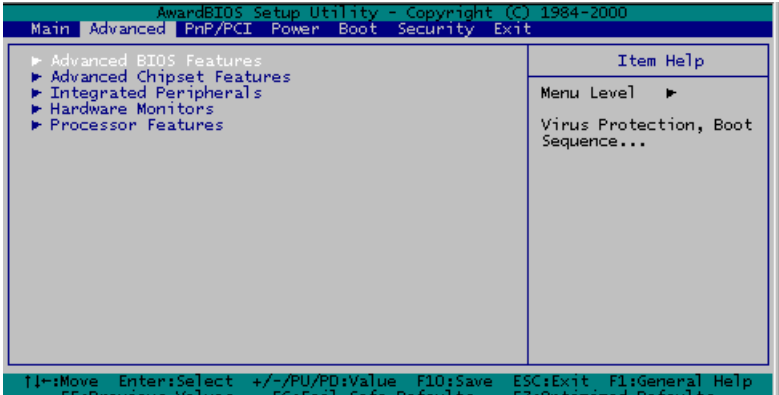 AwardBIOS Setup Utility - Copyright (C) 1984-2000
Main Advanced PnP/PCI Power Boot Security Exit
► Advanced BIOS Features
► Advanced Chipset Features
► Integrated Peripherals
► Hardware Monitors
► Processor Features
Item Help
Menu Level ►
Virus Protection, Boot
Sequence...
↑↓←:Move Enter:Select +/-/PU/PD:Value F10:Save ESC:Exit F1:General Help